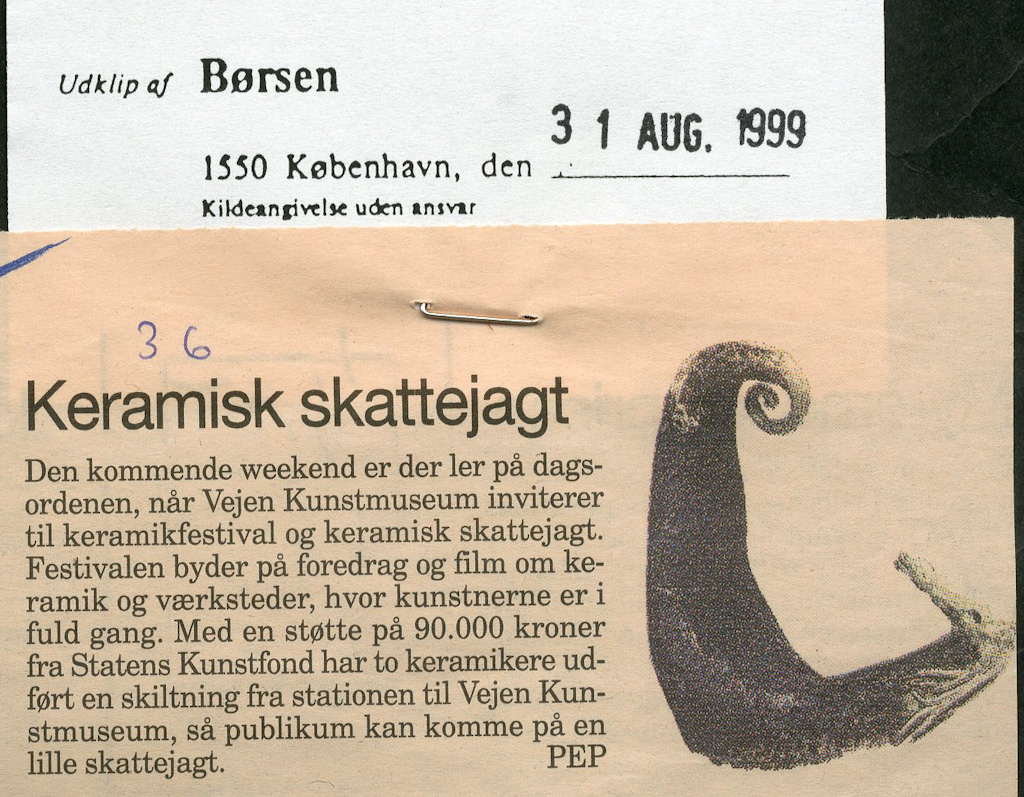 Udklip af Børsen
31 AUG. 1999
1550 København, den
Kildeangivelse uden ansvar
36
Keramisk skattejagt
Den kommende weekend er der ler på dags-
ordenen, når Vejen Kunstmuseum inviterer
til keramikfestival og keramisk skattejagt.
Festivalen byder på foredrag og film om ke-
ramik og værksteder, hvor kunstnerne er i
fuld gang. Med en støtte på 90.000 kroner
fra Statens Kunstfond har to keramikere ud-
ført en skiltning fra stationen til Vejen Kun-
stmuseum, så publikum kan komme på en
lille skattejagt. PEP